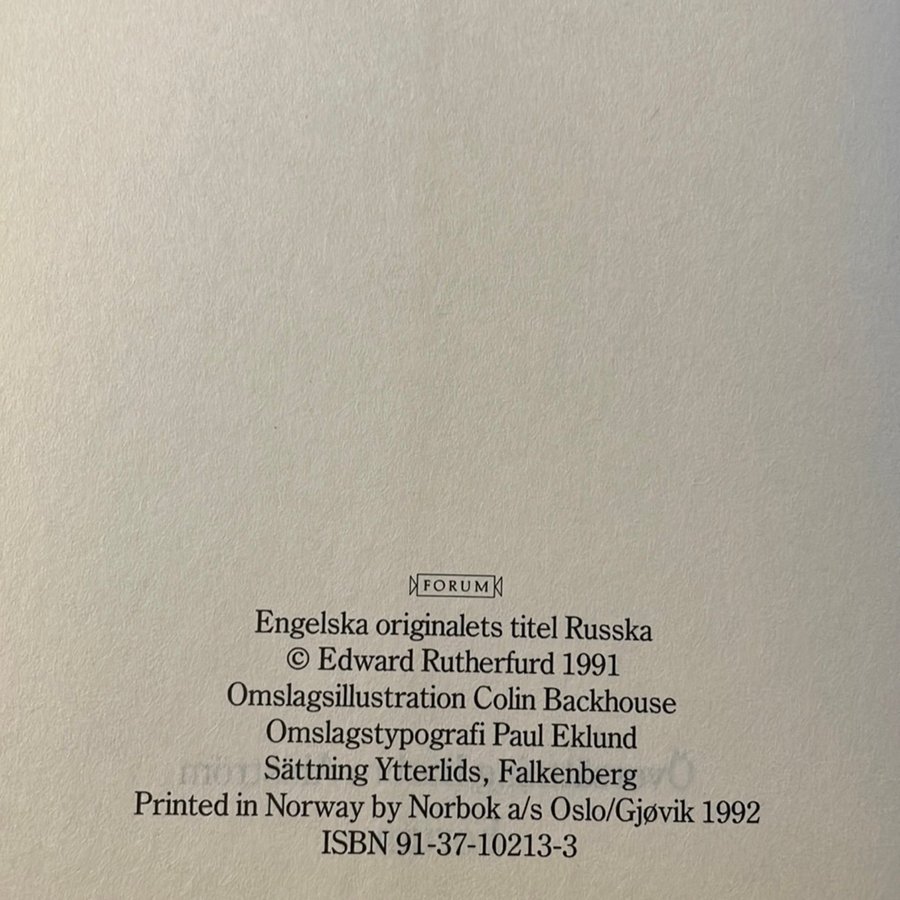 FORUM
Engelska originalets titel Russka
© Edward Rutherfurd 1991
Omslagsillustration Colin Backhouse
Omslagstypografi Paul Eklund
Sättning Ytterlids, Falkenberg
Printed in Norway by Norbok a/s Oslo/Gjøvik 1992
ISBN 91-37-10213-3